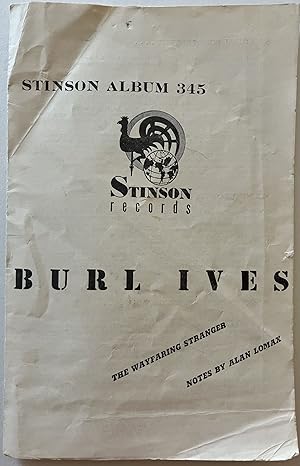 STINSON ALBUM 345
STINSON
records
BURL IVES
THE WAYFARING STRANGER
NOTES BY ALAN LOMAX